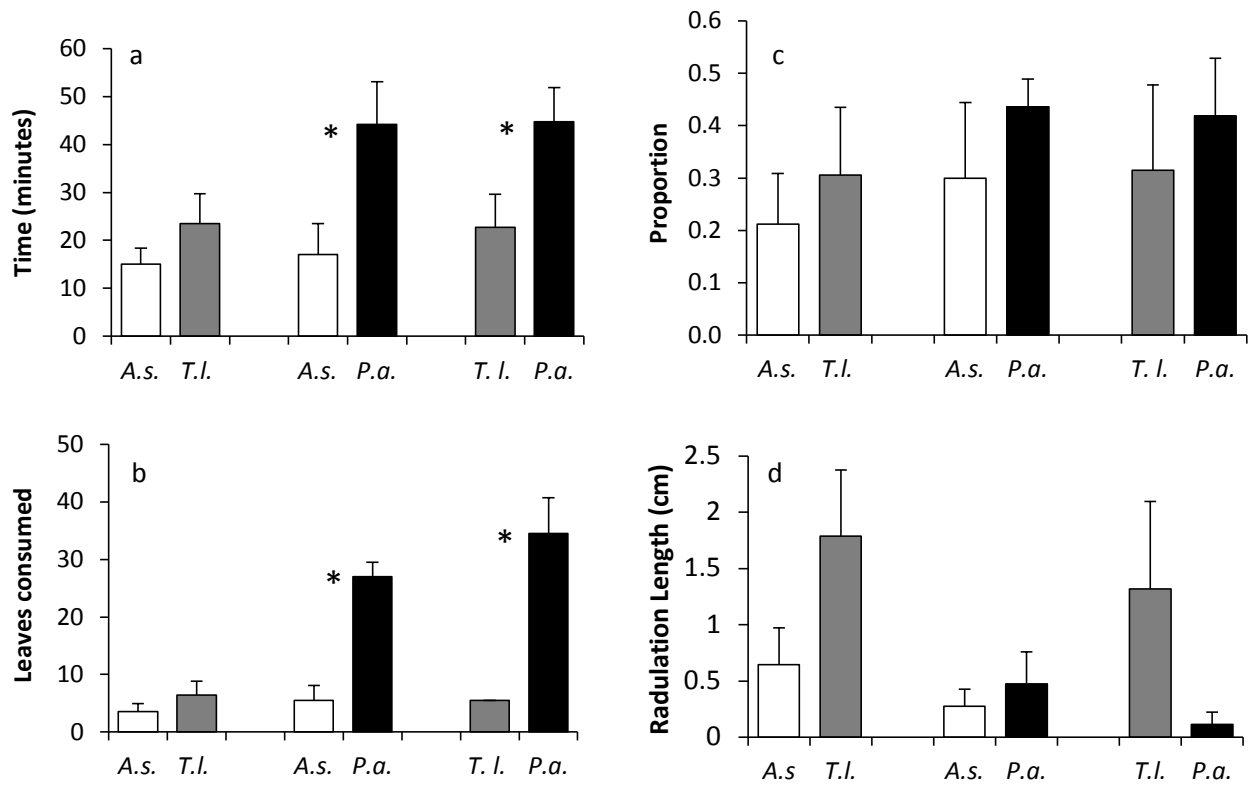 a
Time (minutes)
60
50
40
30
20
10
0
*
*
A.s. T.l. A.s. P.a. T. l. P.a.
c
Proportion
0.6
0.5
0.4
0.3
0.2
0.1
0.0
A.s. T.l. A.s. P.a. T. l. P.a.
b
Leaves consumed
50
40
30
20
10
0
*
*
A.s. T.l. A.s. P.a. T. l. P.a.
d
Radulation Length (cm)
2.5
2
1.5
1
0.5
0
A.s T.l. A.s. P.a. T.l. P.a.